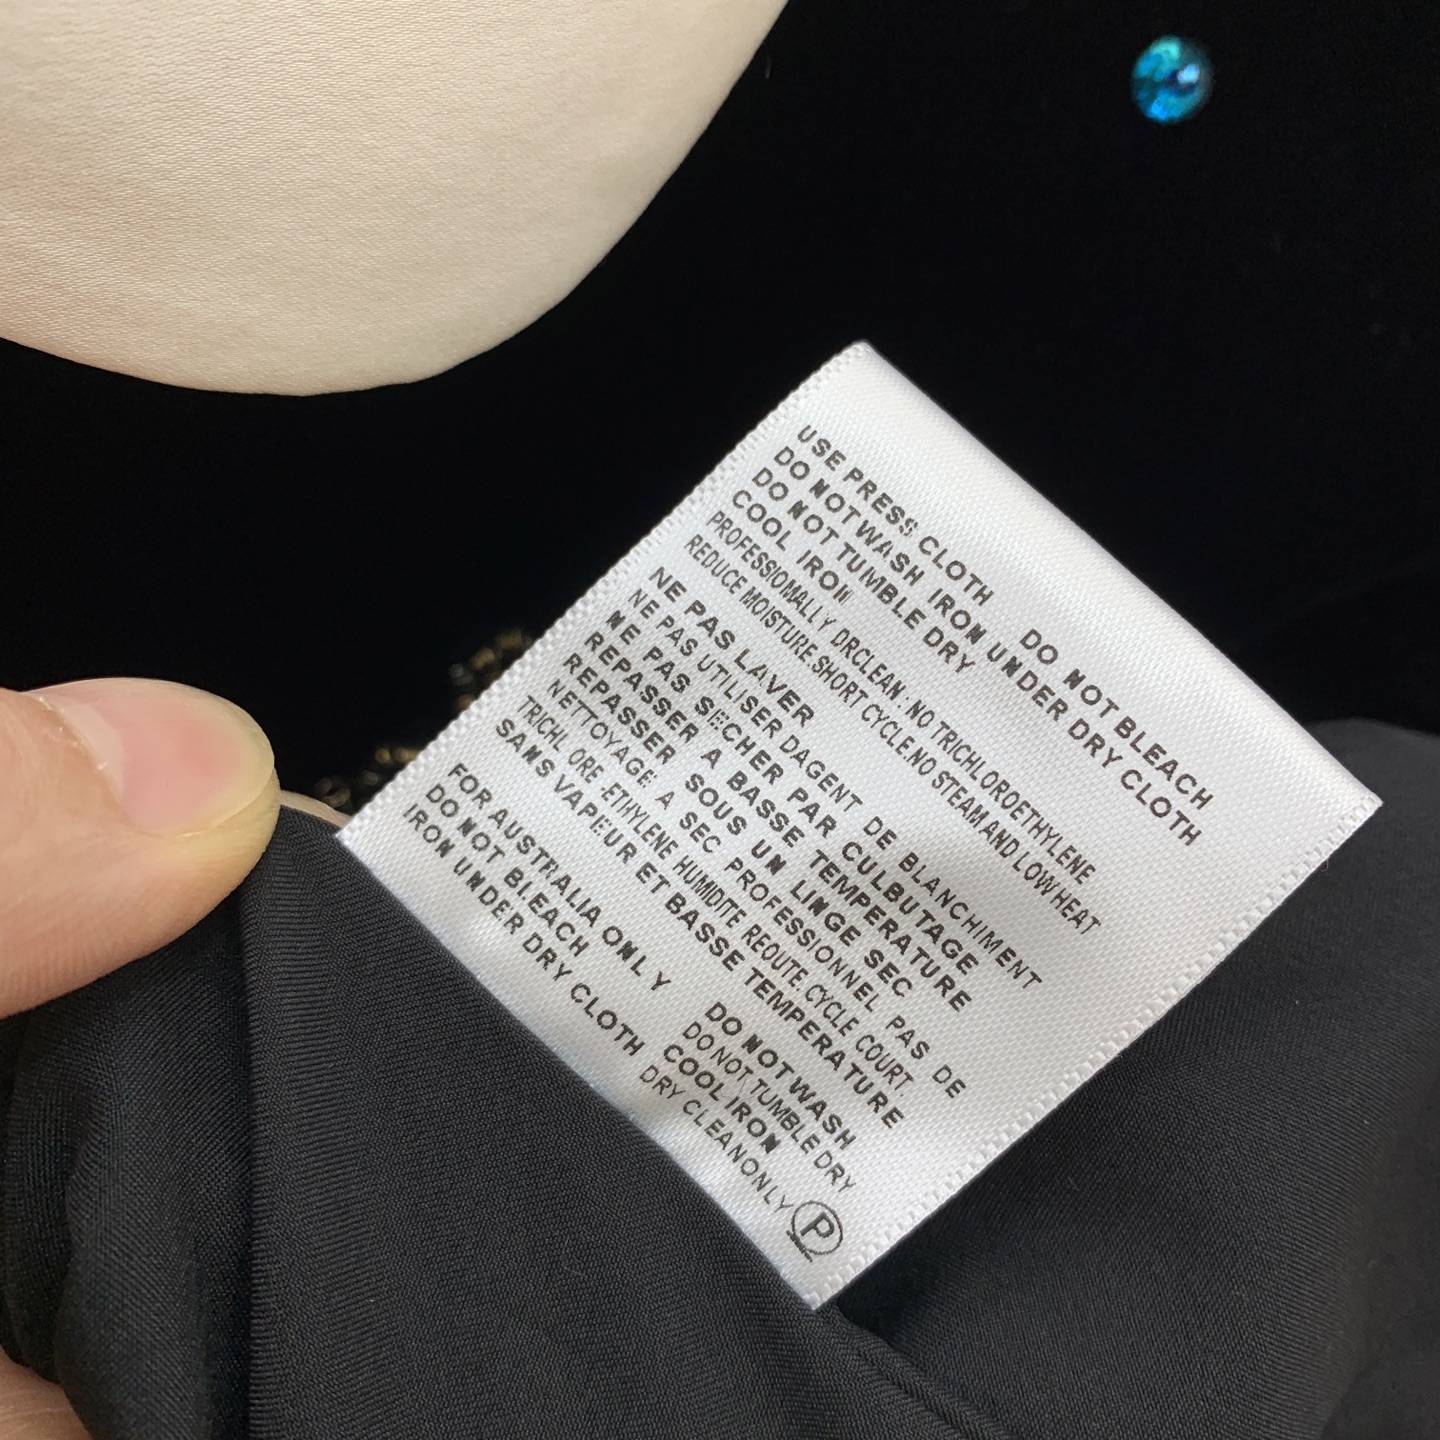 USE PRESS CLOTH DO NOT BLEACH
DO NOT WASH IRON UNDER DRY CLOTH
DO NOT TUMBLE DRY
COOL IRON
PROFESSIONALLY DRCLEAN: NO TRICHLOROETHYLENE
REDUCE MOISTURE.SHORT CYCLE.NO STEAM AND LOW HEAT
NE PAS LAVER
NE PAS UTILISER DAGENT DE BLANCHIMENT
NE PAS SECHER PAR CULBUTAGE
REPASSER A BASSE TEMPERATURE
REPASSER SOUS UN LINGE SEC
NETTOYAGE A SEC PROFESSIONNEL PAS DE
TRICHL ORE-ETHYLENE HUMIDITE REOUTE.CYCLE COURT.
SANS VAPEUR ET BASSE TEMPERATURE
FOR AUSTRALIA ONLY DO NOT WASH
DO NOT BLEACH DO NOT TUMBLE DRY
IRON UNDER DRY CLOTH COOL IRON
DRY CLEANONLY P